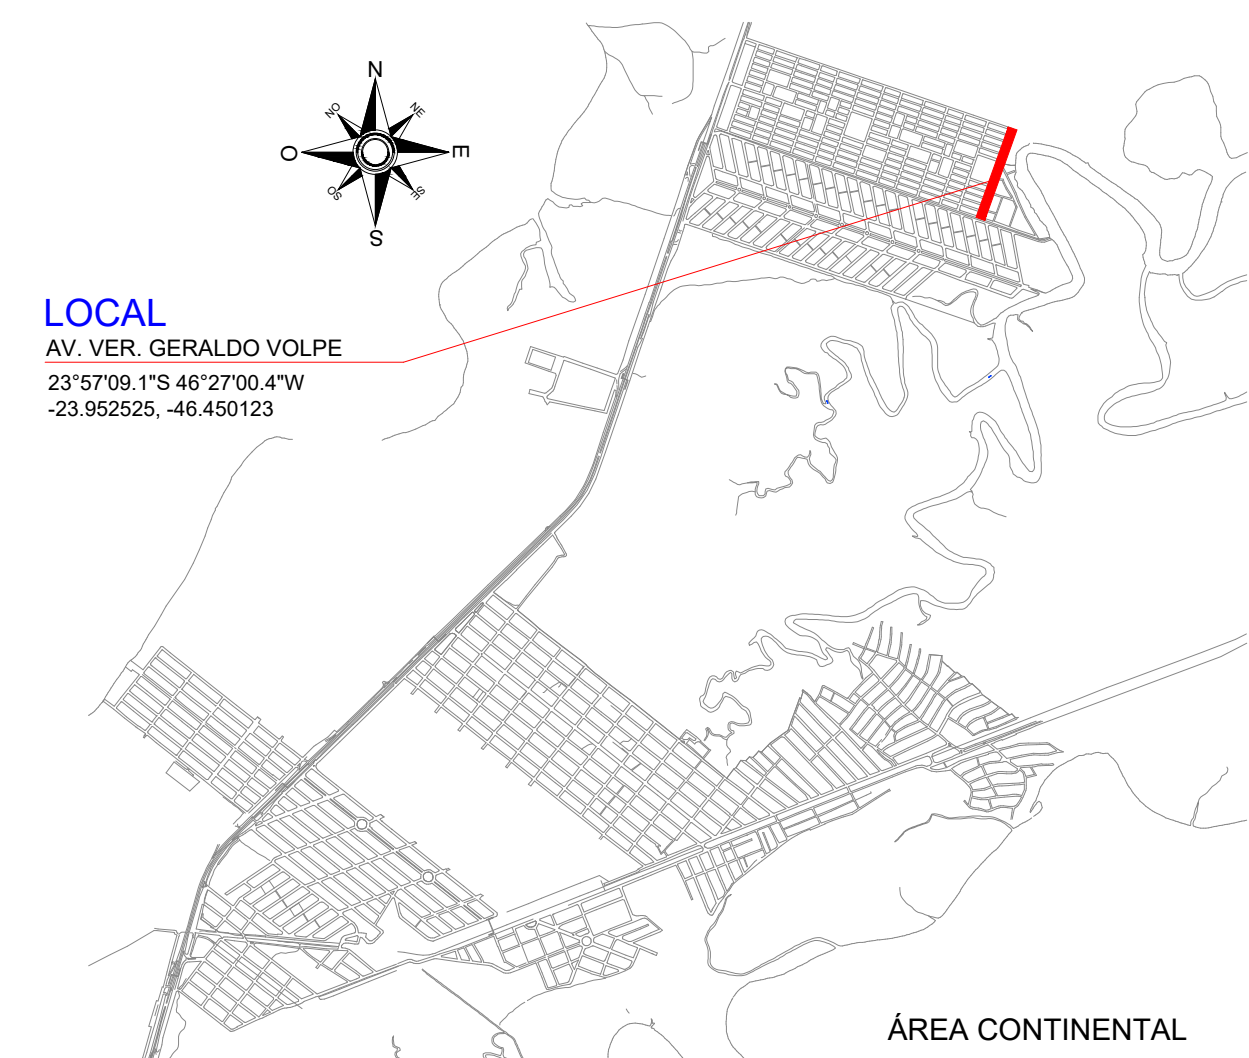 N
NO
NE
O
E
SO
SE
S
LOCAL
AV. VER. GERALDO VOLPE
23°57'09.1"S 46°27'00.4"W
-23.952525, -46.450123
ÁREA CONTINENTAL